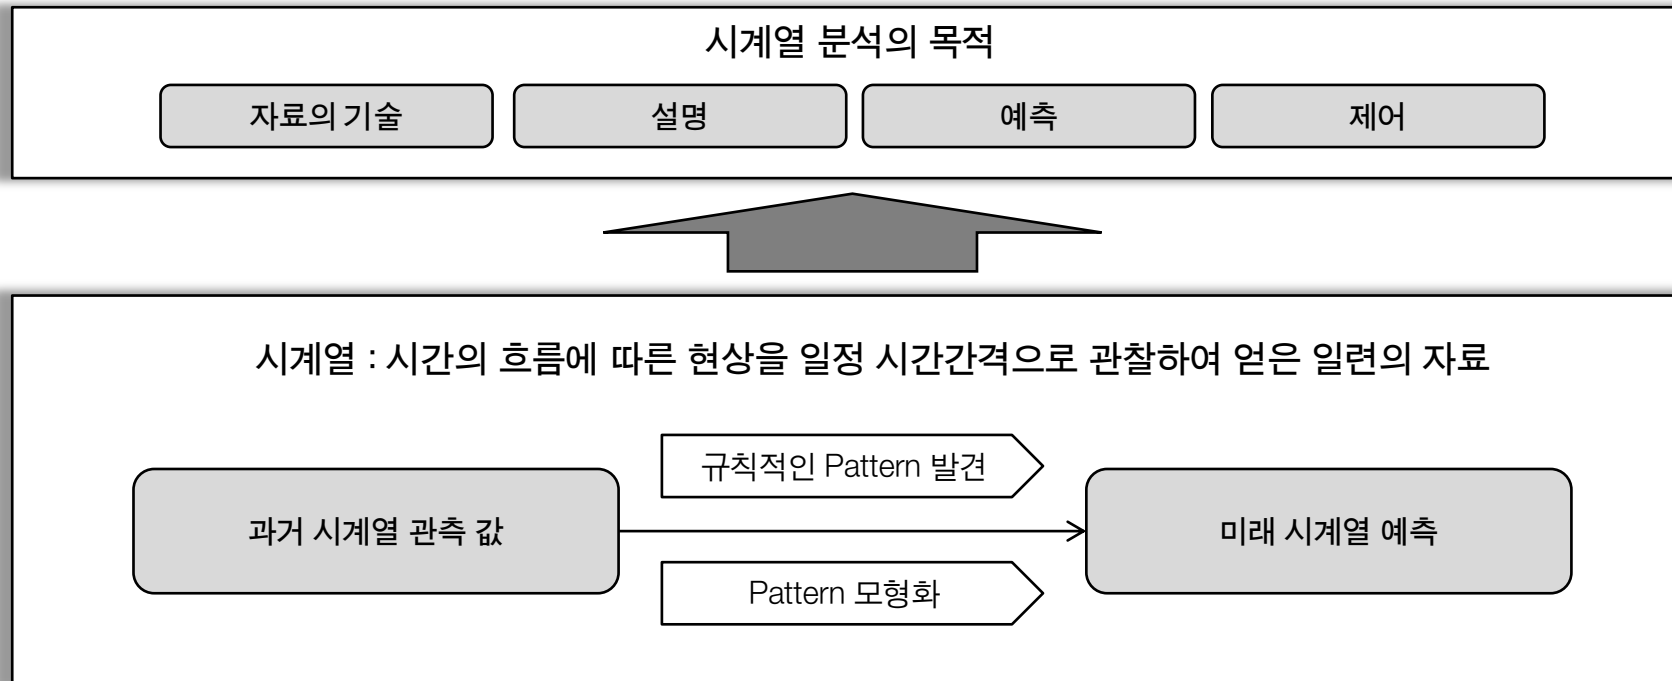 시계열 분석의 목적
자료의 기술
설명
예측
제어
시계열 : 시간의 흐름에 따른 현상을 일정 시간간격으로 관찰하여 얻은 일련의 자료
규칙적인 Pattern 발견
과거 시계열 관측 값
미래 시계열 예측
Pattern 모형화